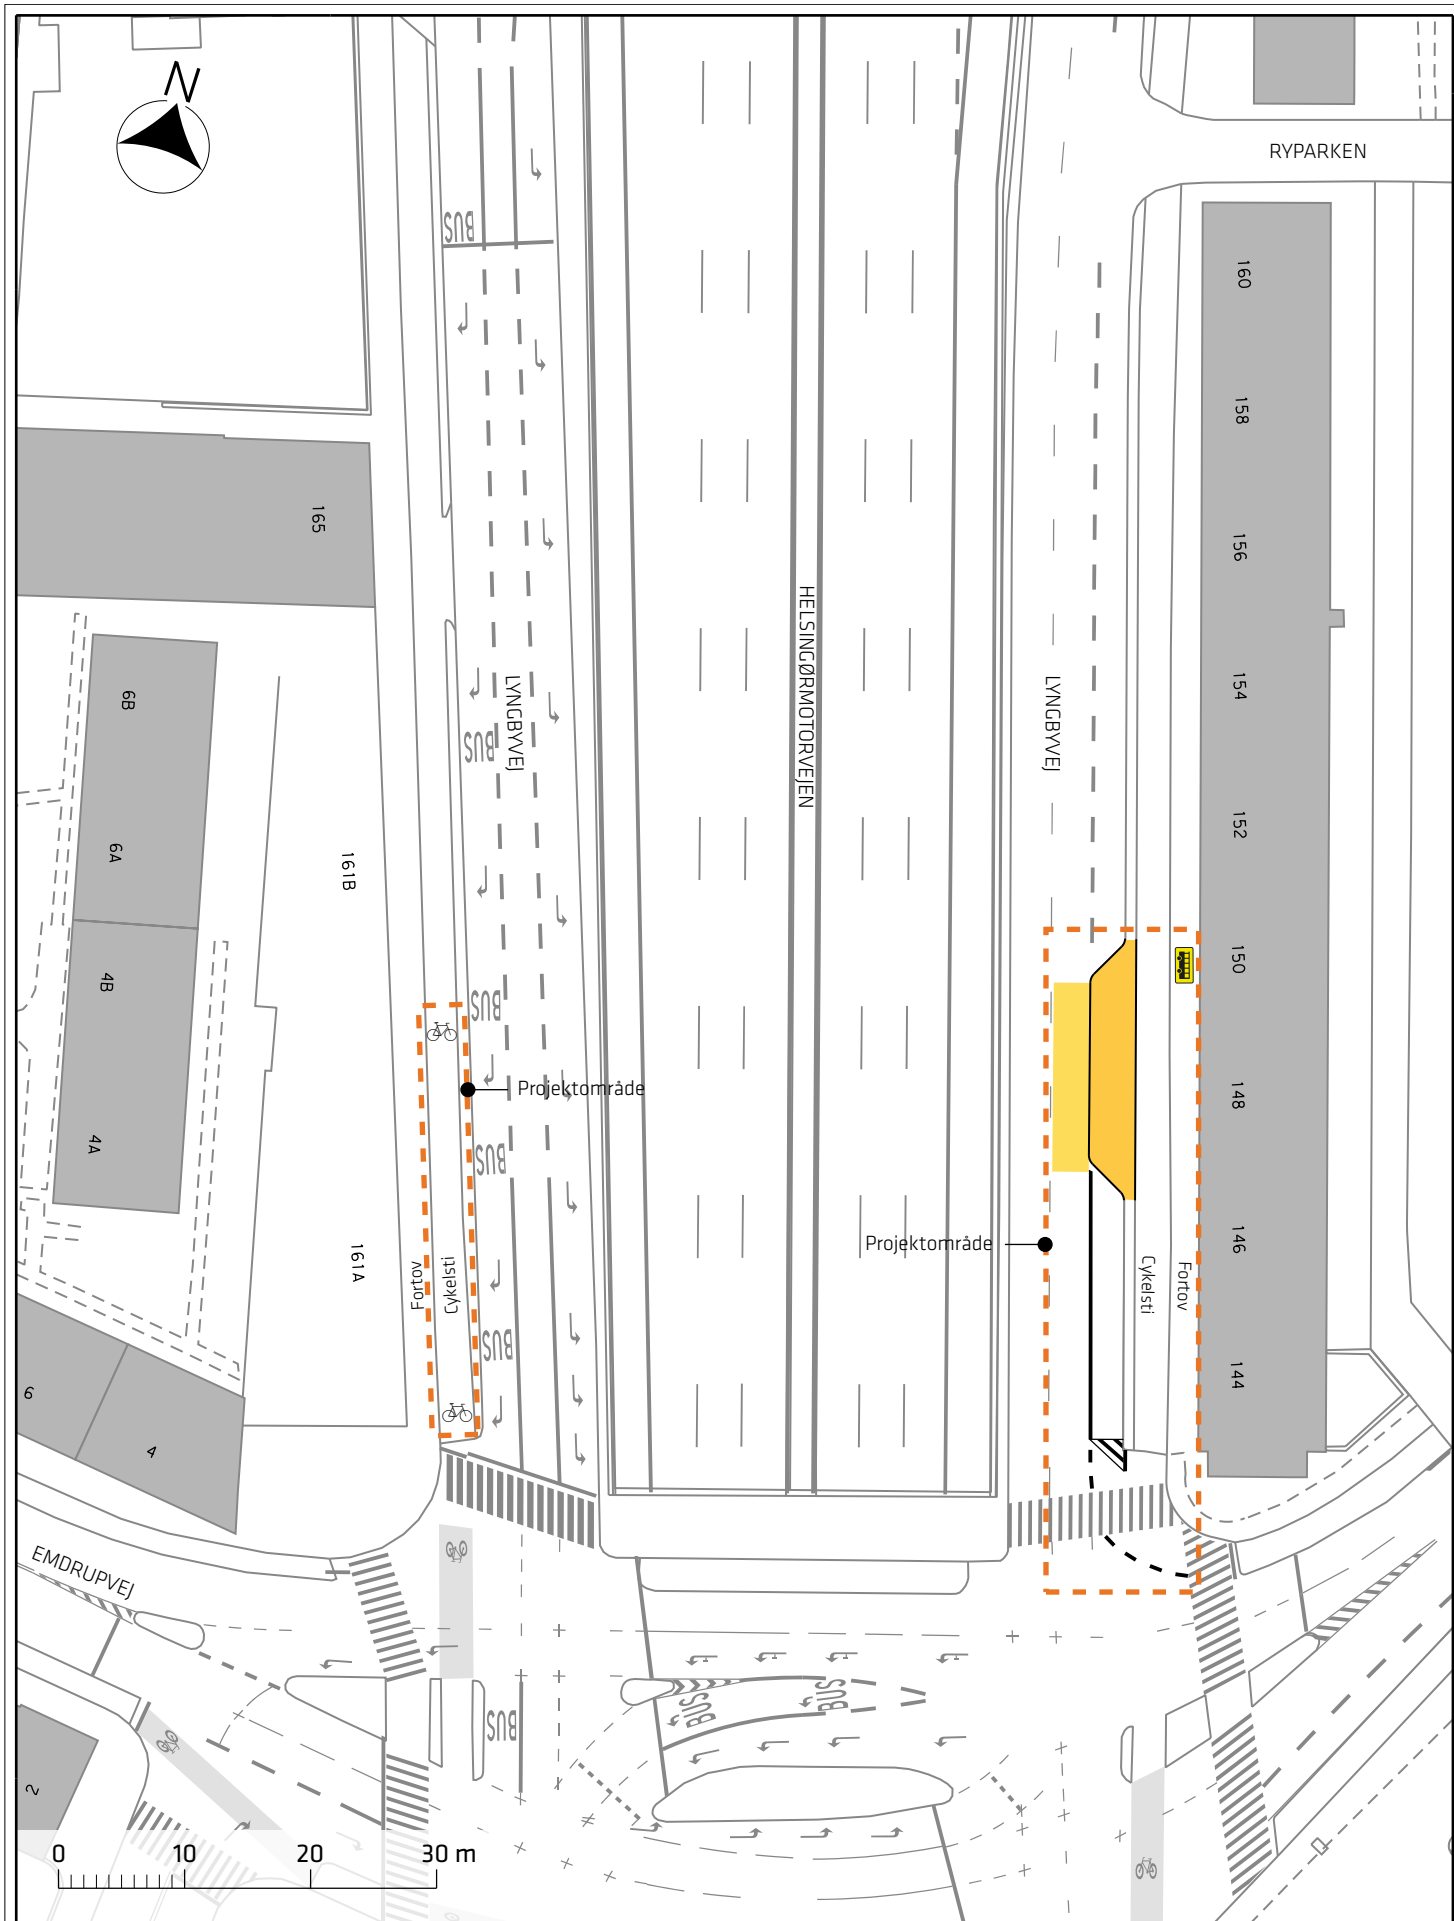 N
RYPARKEN
BUS
160
158
165
156
HELSINGØRMOTORVEJEN
LYNGBYVEJ
LYNGBYVEJ
154
6B
BUS
152
6A
161B
150
4B
BUS
Projektområde
148
4A
BUS
Projektområde
146
161A
Fortov
Cykelsti
Cykelsti
Fortov
BUS
144
6
4
EMDRUPVEJ
BUS
BUS
BUS
2
0 10 20 30 m